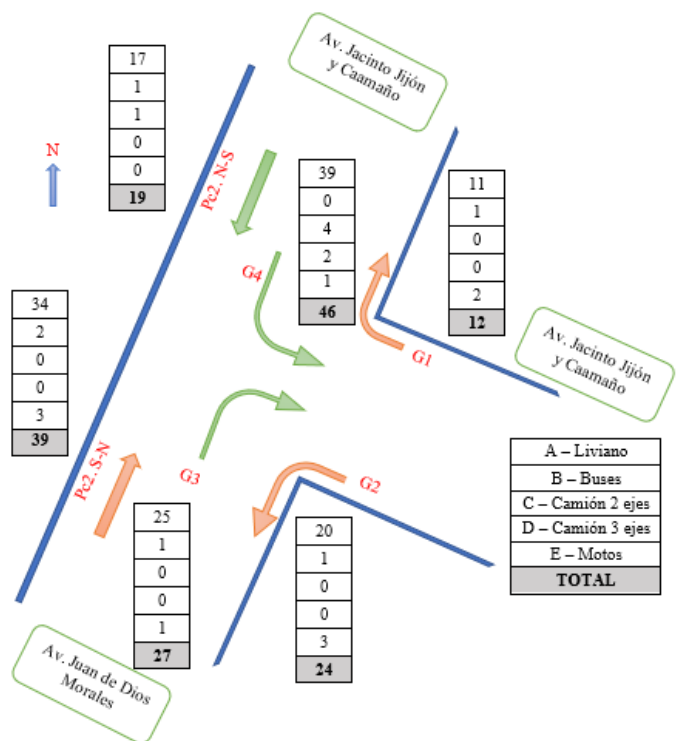 Av. Jacinto Jijón
y Caamaño
17
1
1
0
0
19
N
Pc2. N-S
39
0
4
2
1
46
11
1
0
0
2
12
G4
G1
34
2
0
0
3
39
Av. Jacinto Jijón
y Caamaño
Pc2. S-N
G3
G2
A – Liviano
B – Buses
C – Camión 2 ejes
D – Camión 3 ejes
E – Motos
TOTAL
25
1
0
0
1
27
20
1
0
0
3
24
Av. Juan de Dios
Morales